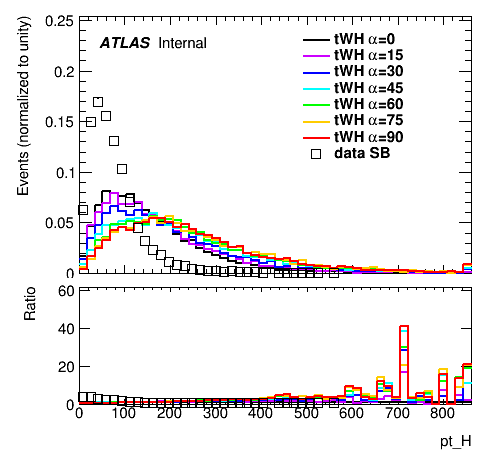 Events (normalized to unity)
0.25
0.2
0.15
0.1
0.05
0
ATLAS Internal
tWH α=0
tWH α=15
tWH α=30
tWH α=45
tWH α=60
tWH α=75
tWH α=90
data SB
Ratio
60
40
20
0
0 100 200 300 400 500 600 700 800
pt_H